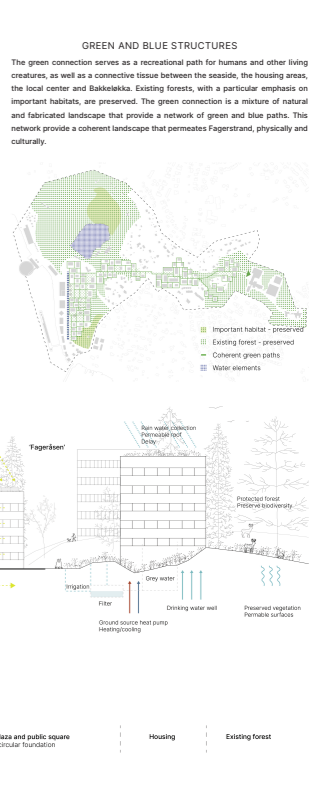 GREEN AND BLUE STRUCTURES
The green connection serves as a recreational path for humans and other living
creatures, as well as a connective tissue between the seaside, the housing areas,
the local center and Bakkeløkka. Existing forests, with a particular emphasis on
important habitats, are preserved. The green connection is a mixture of natural
and fabricated landscape that provide a network of green and blue paths. This
network provide a coherent landscape that permeates Fagerstrand, physically and
culturally.
Important habitat - preserved
Existing forest - preserved
Coherent green paths
Water elements
Rain water collection
Permeable roof
Delay
'Fageråsen'
Protected forest
Preserve biodiversity
Grey water
Irrigation
Filter
Drinking water well
Preserved vegetation
Permable surfaces
Ground source heat pump
Heating/cooling
laza and public square
circular foundation
Housing
Existing forest